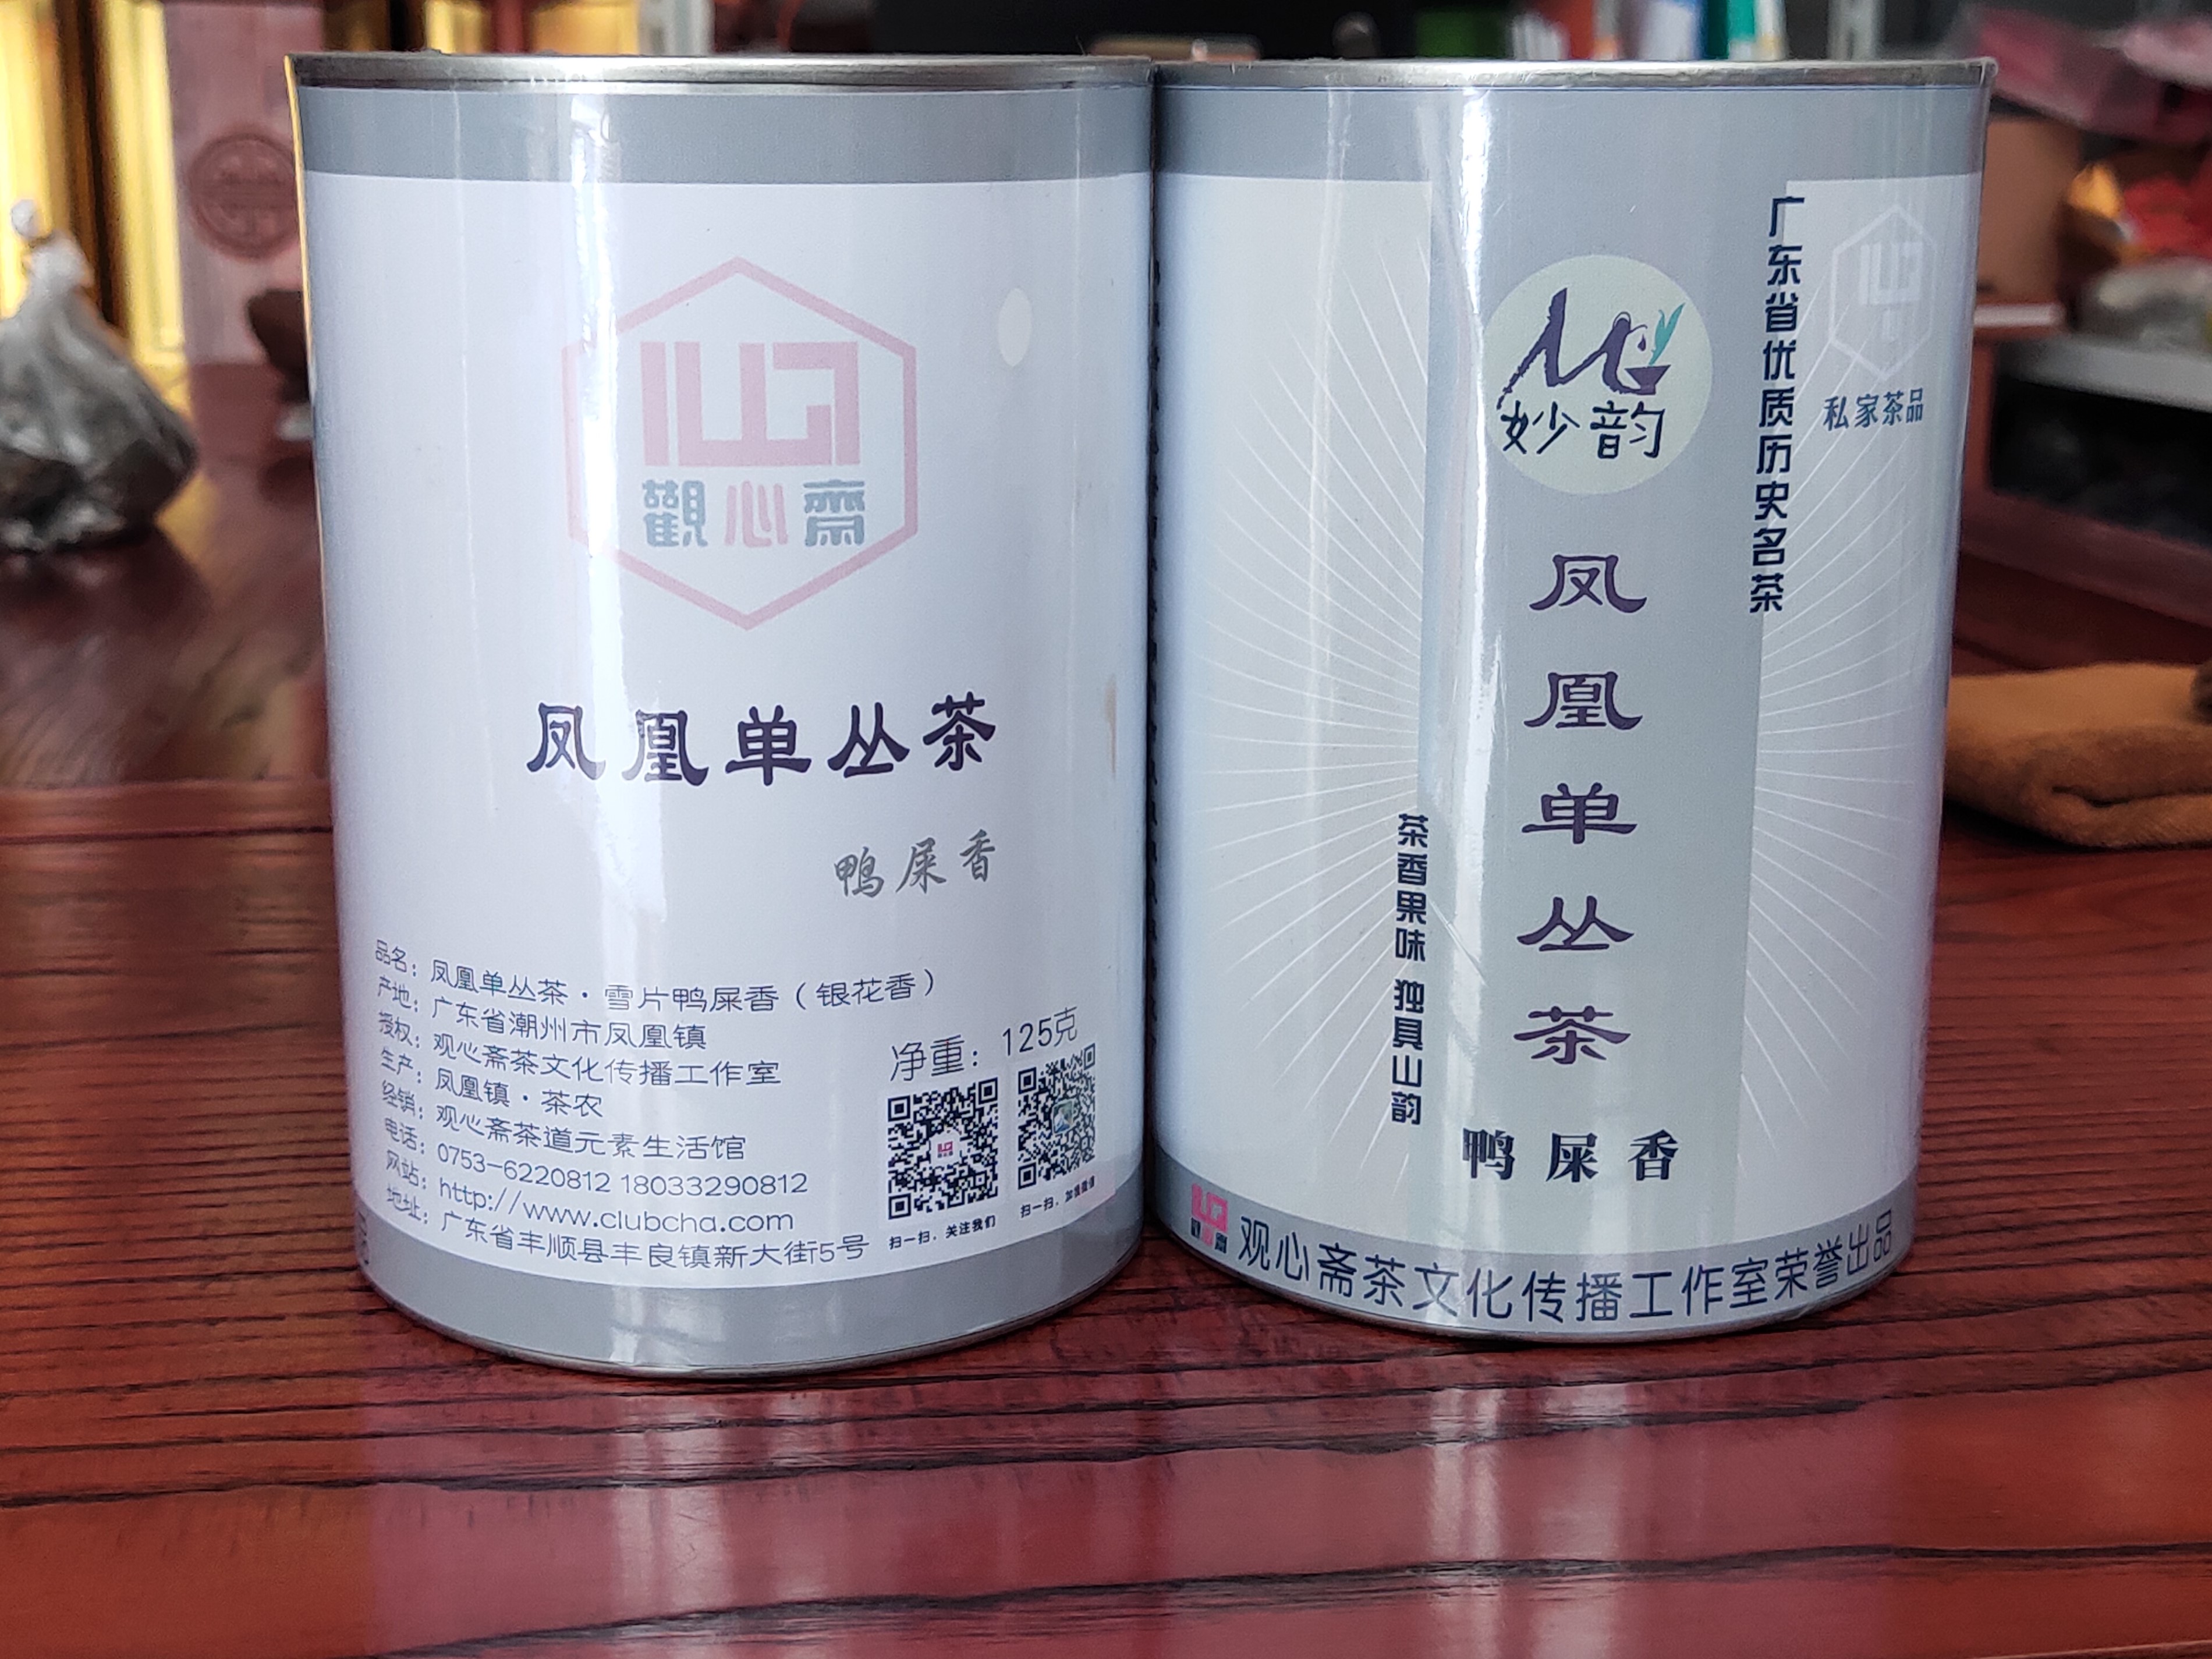 觀心斋
凤凰单丛茶
鸭屎香
品名：凤凰单丛茶·雪片鸭屎香（银花香）
产地：广东省潮州市凤凰镇
授权：观心斋茶文化传播工作室
生产：凤凰镇·茶农
经销：观心斋茶道元素生活馆
电话：0753-6220812 18033290812
网站：http://www.clubcha.com
地址：广东省丰顺县丰良镇新大街5号
净重：125克
扫一扫，关注我们
扫一扫，加值微信
妙韵
广东省优质历史名茶
私家茶品
凤凰单丛茶
茶香果味 独具山韵
鸭屎香
观心斋茶文化传播工作室荣誉出品